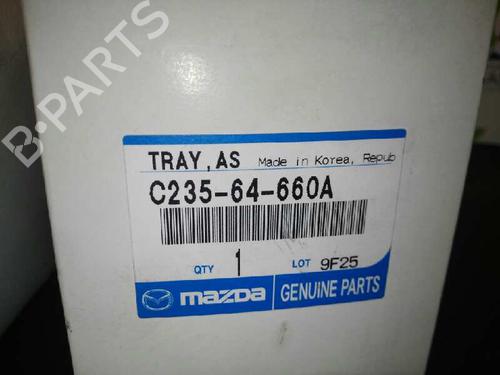 B-PARTS
TRAY, AS Made in Korea, Repub
C235-64-660A
QTY 1 LOT 9F25
mazda GENUINE PARTS